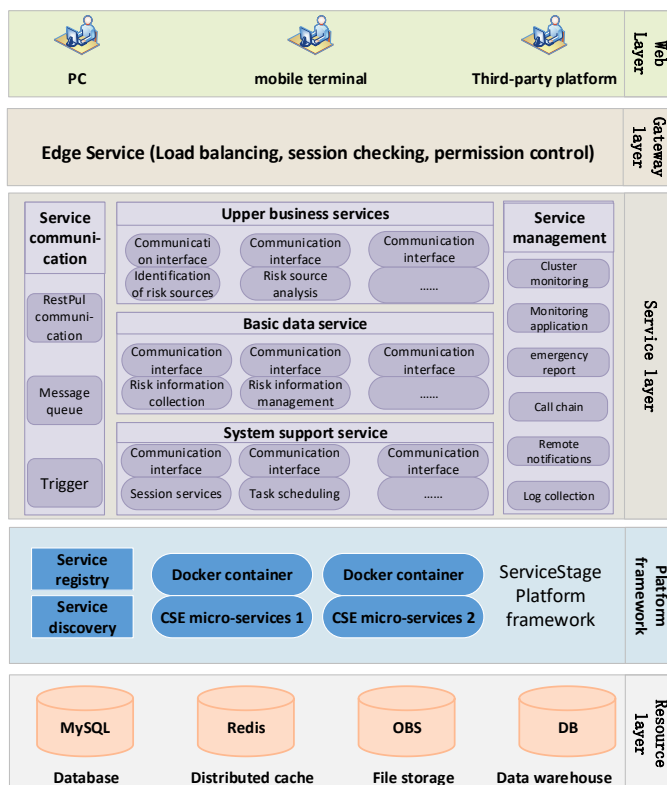 PC
mobile terminal
Third-party platform
Web
Layer
Edge Service (Load balancing, session checking, permission control)
Gateway
layer
Service
communi-
cation
RestPul
communi-
cation
Message
queue
Trigger
Upper business services
Communicati
on interface
Identification
of risk sources
Communication
interface
Risk source
analysis
Communication
interface
......
Basic data service
Communication
interface
Risk information
collection
Communication
interface
Risk information
management
Communication
interface
......
System support service
Communication
interface
Session services
Communication
interface
Task scheduling
Communication
interface
......
Service
management
Cluster
monitoring
Monitoring
application
emergency
report
Call chain
Remote
notifications
Log collection
Service layer
Service
registry
Service
discovery
Docker container
CSE micro-services 1
Docker container
CSE micro-services 2
ServiceStage
Platform
framework
Platform
framework
MySQL
Database
Redis
Distributed cache
OBS
File storage
DB
Data warehouse
Resource
layer